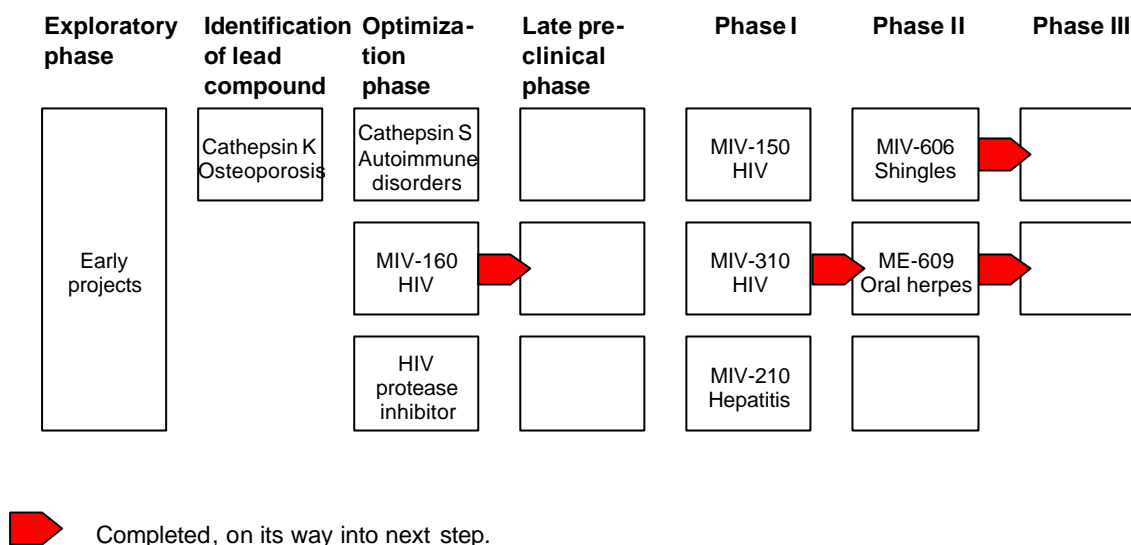 Exploratory phase
Identification of lead compound
Optimiza-
tion
phase
Late pre-
clinical
phase
Phase I
Phase II
Phase III
Early
projects
Cathepsin K
Osteoporosis
Cathepsin S
Autoimmune
disorders
MIV-160
HIV
HIV
protease
inhibitor
MIV-150
HIV
MIV-310
HIV
MIV-210
Hepatitis
MIV-606
Shingles
ME-609
Oral herpes
Completed, on its way into next step.